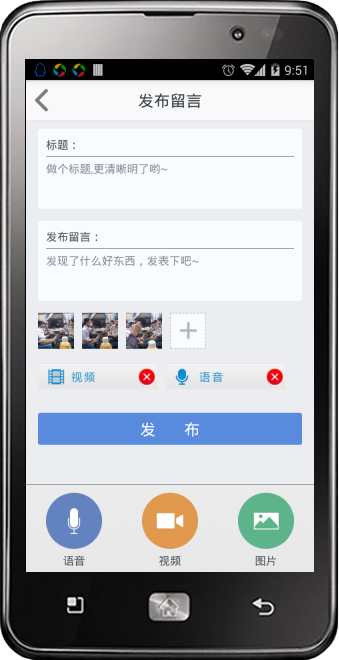 9:51
发布留言
标题：
做个标题,更清晰明了哟~
发布留言：
发现了什么好东西，发表下吧~
视频
语音
发 布
语音
视频
图片